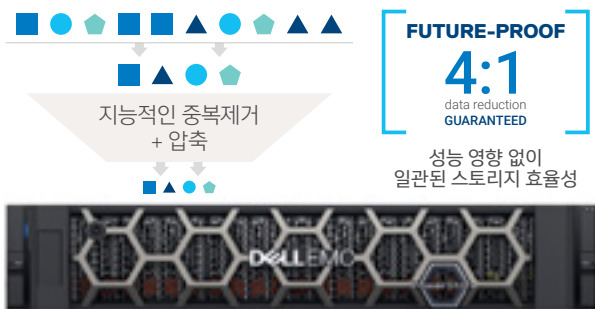 FUTURE-PROOF
4:1
data reduction
GUARANTEED
지능적인 중복제거
+ 압축
성능 영향 없이
일관된 스토리지 효율성
DELLEMC